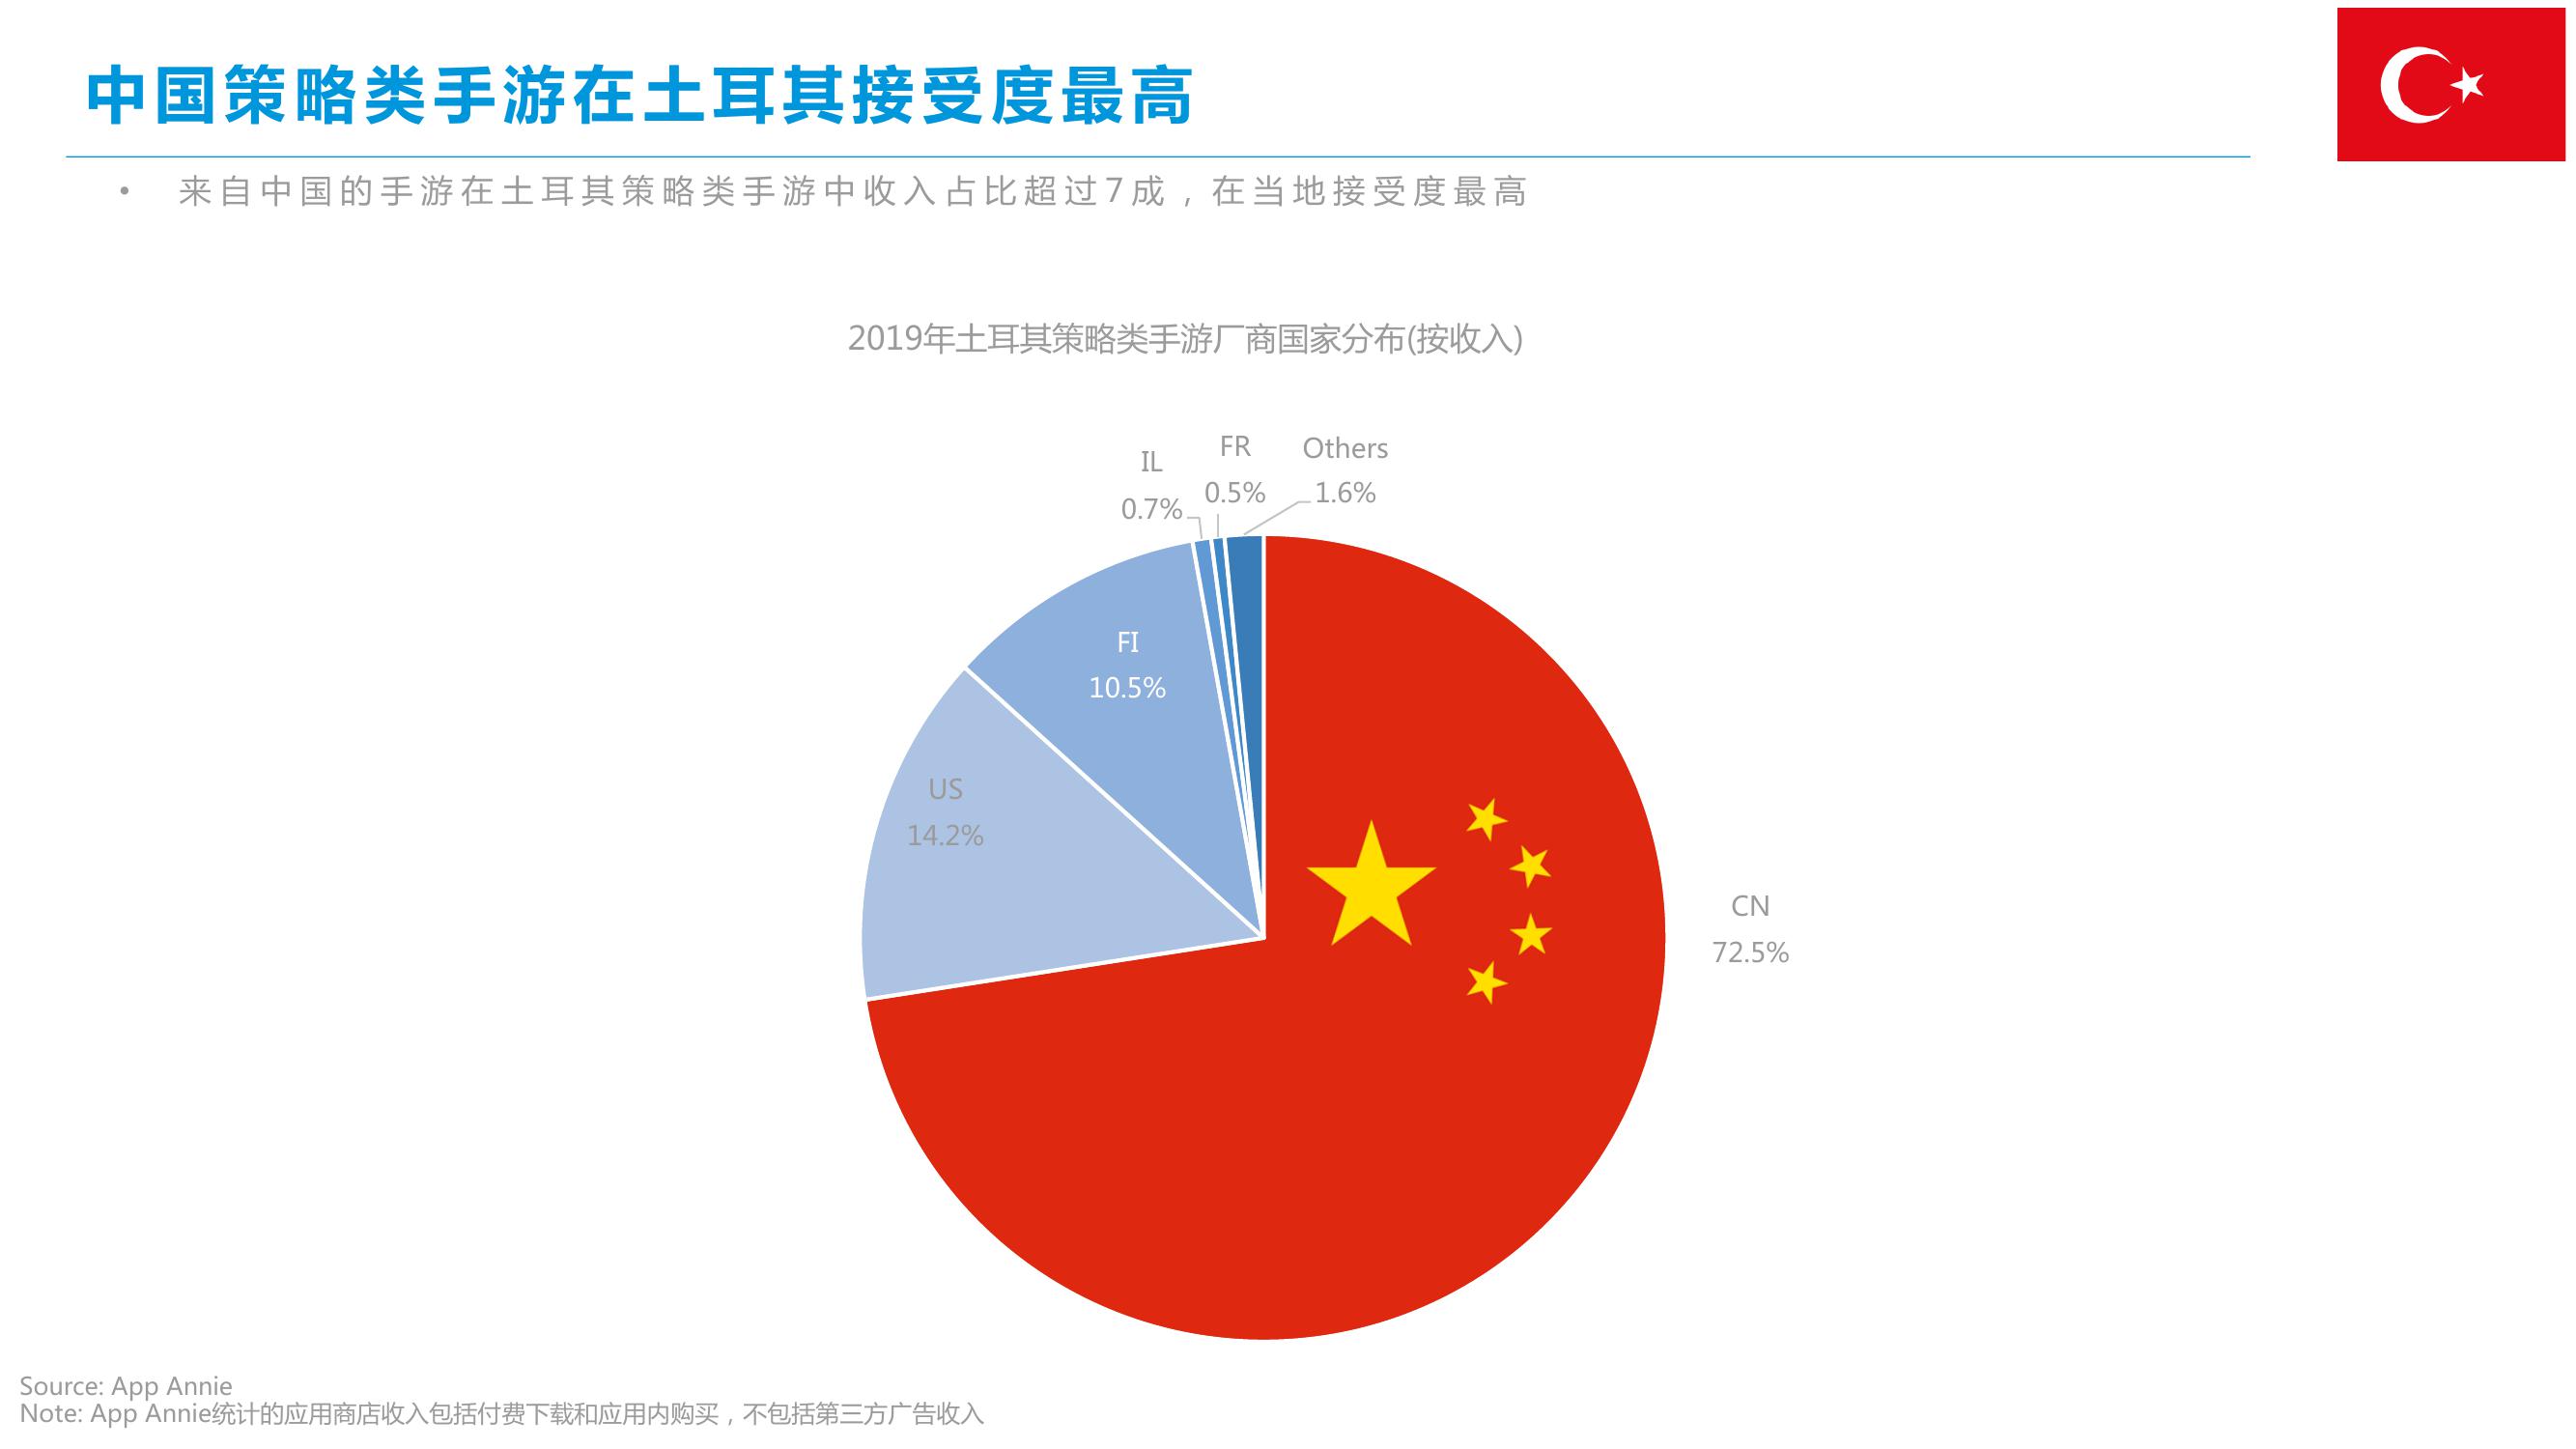 中国策略类手游在土耳其接受度最高
• 来自中国的手游在土耳其策略类手游中收入占比超过7成，在当地接受度最高
2019年土耳其策略类手游厂商国家分布(按收入)
IL
0.7%
FR
0.5%
Others
1.6%
FI
10.5%
US
14.2%
CN
72.5%
Source: App Annie
Note: App Annie统计的应用商店收入包括付费下载和应用内购买，不包括第三方广告收入